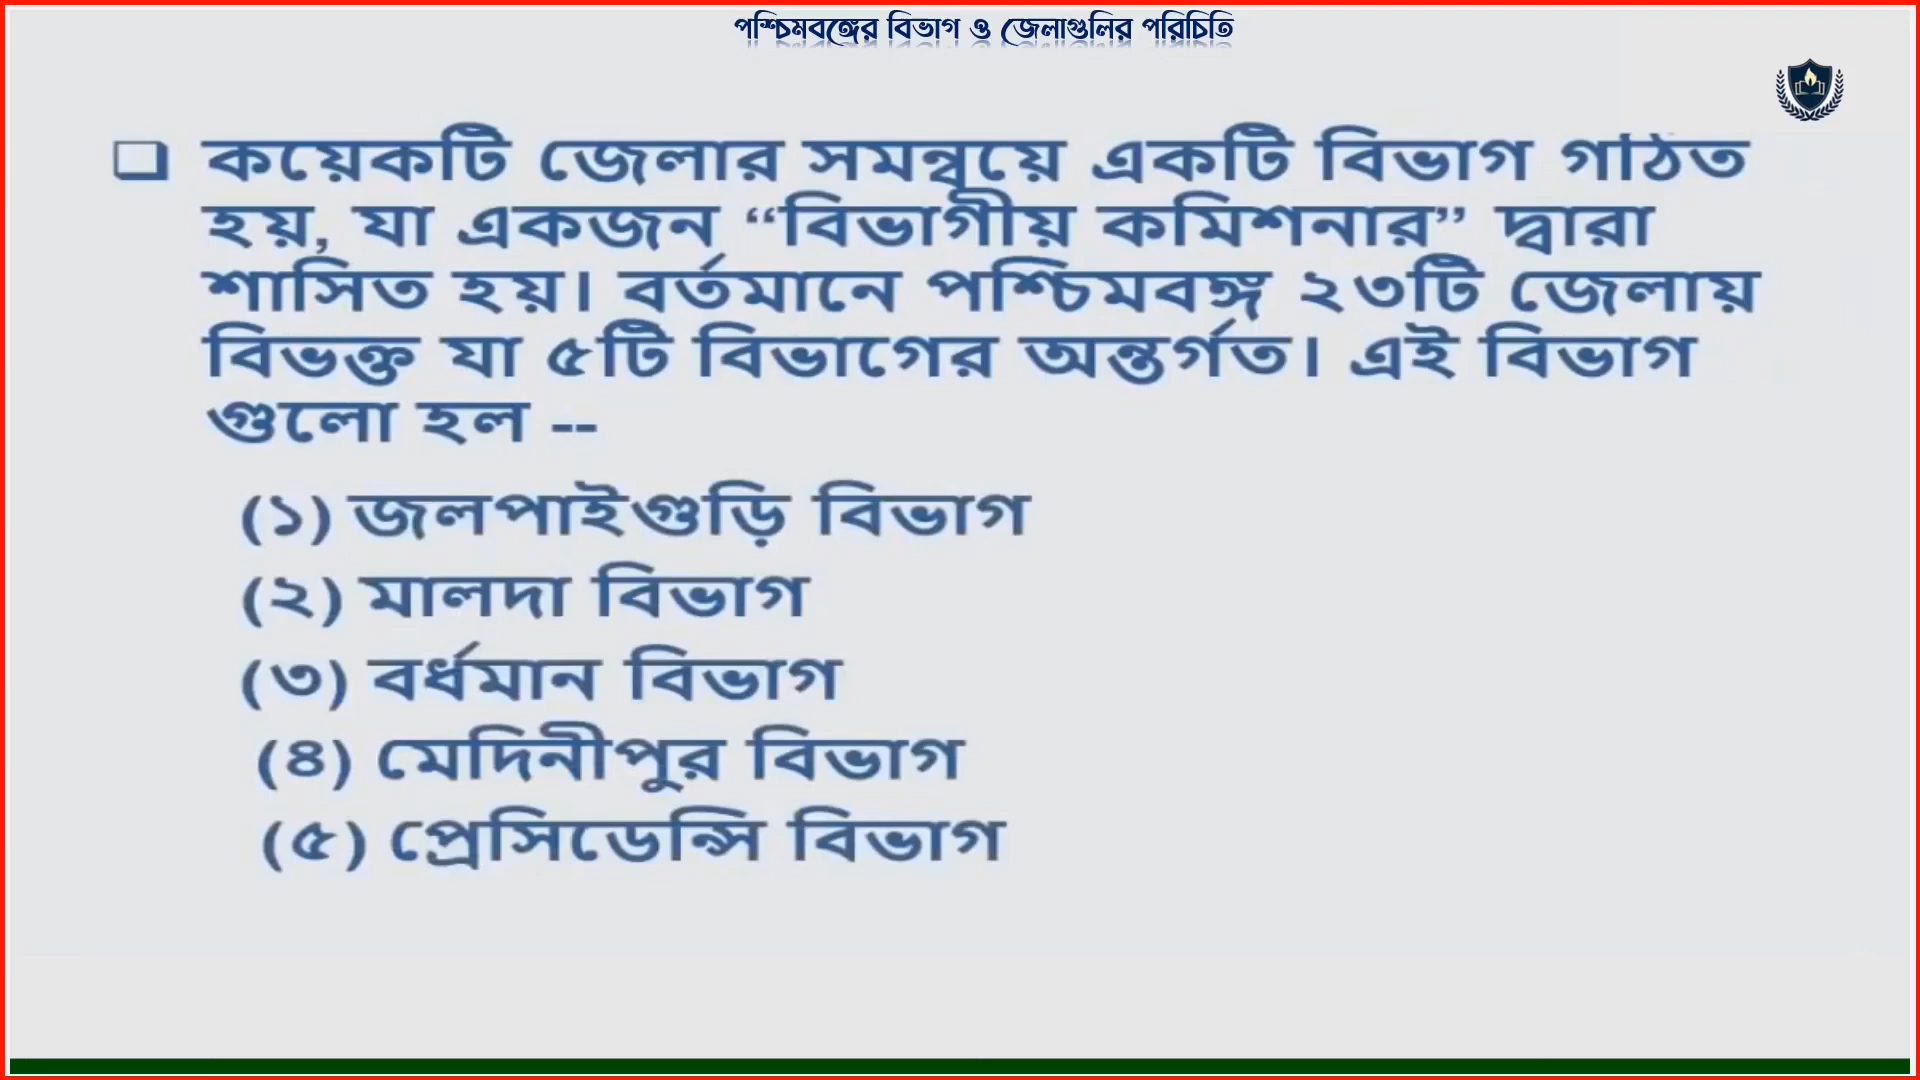 পশ্চিমবঙ্গের বিভাগ ও জেলাগুলির পরিচিতি
কয়েকটি জেলার সমন্বয়ে একটি বিভাগ গঠিত
হয়, যা একজন “বিভাগীয় কমিশনার” দ্বারা
শাসিত হয়। বর্তমানে পশ্চিমবঙ্গ ২৩টি জেলায়
বিভক্ত যা ৫টি বিভাগের অন্তর্গত। এই বিভাগ
গুলো হল --
(১) জলপাইগুড়ি বিভাগ
(২) মালদা বিভাগ
(৩) বর্ধমান বিভাগ
(৪) মেদিনীপুর বিভাগ
(৫) প্রেসিডেন্সি বিভাগ